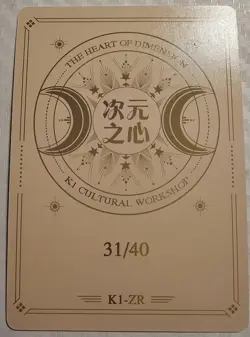 THE HEART OF DIMENSION
次元
之心
K1 CULTURAL WORKSHOP
31/40
K1-ZR